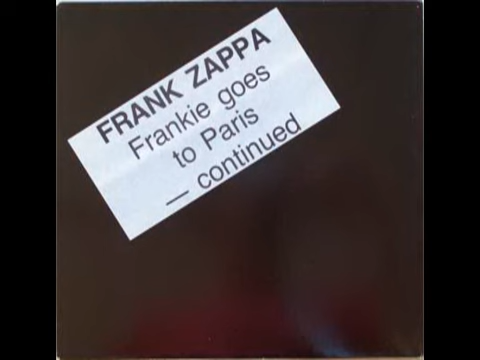 FRANK ZAPPA
Frankie goes
to Paris
— continued